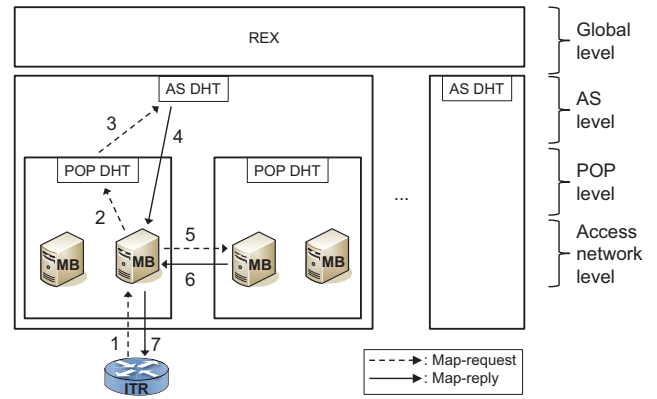 REX
Global
level
AS DHT
AS DHT
AS
level
3
4
POP DHT
POP DHT
POP
level
...
2
5
MB
MB
MB
MB
6
Access
network
level
1
7
ITR
: Map-request
: Map-reply